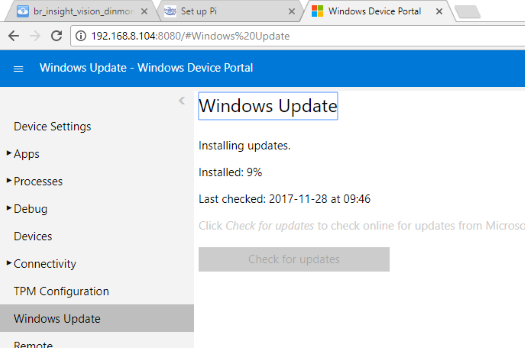 br_insight_vision_dinmo
Set up Pi
Windows Device Portal
192.168.8.104:8080/#Windows%20Update
Windows Update - Windows Device Portal
Windows Update
Device Settings
Apps
Processes
Debug
Devices
Connectivity
TPM Configuration
Windows Update
Remote
Installing updates.
Installed: 9%
Last checked: 2017-11-28 at 09:46
Click Check for updates to check online for updates from Microso
Check for updates